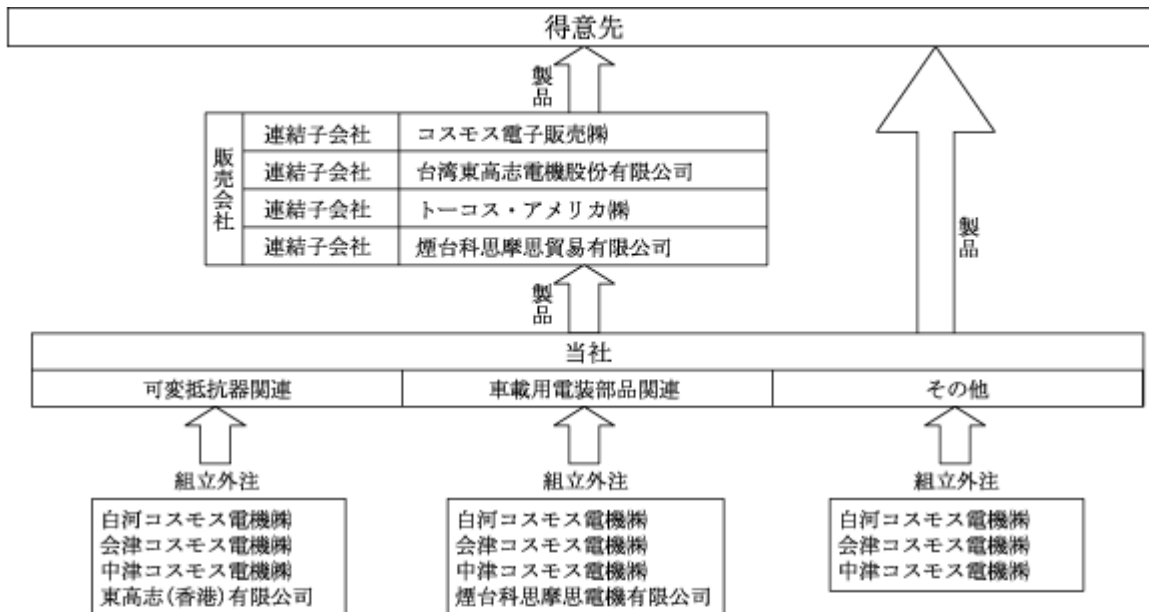 得意先
製品
製品
販売会社
連結子会社 コスモス電子販売㈱
連結子会社 台湾東高志電機股份有限公司
連結子会社 トーコス・アメリカ㈱
連結子会社 煙台科思摩思貿易有限公司
製品
当社
可変抵抗器関連 車載用電装部品関連 その他
組立外注 組立外注 組立外注
白河コスモス電機㈱
会津コスモス電機㈱
中津コスモス電機㈱
東高志(香港)有限公司
白河コスモス電機㈱
会津コスモス電機㈱
中津コスモス電機㈱
煙台科思摩思電機有限公司
白河コスモス電機㈱
会津コスモス電機㈱
中津コスモス電機㈱